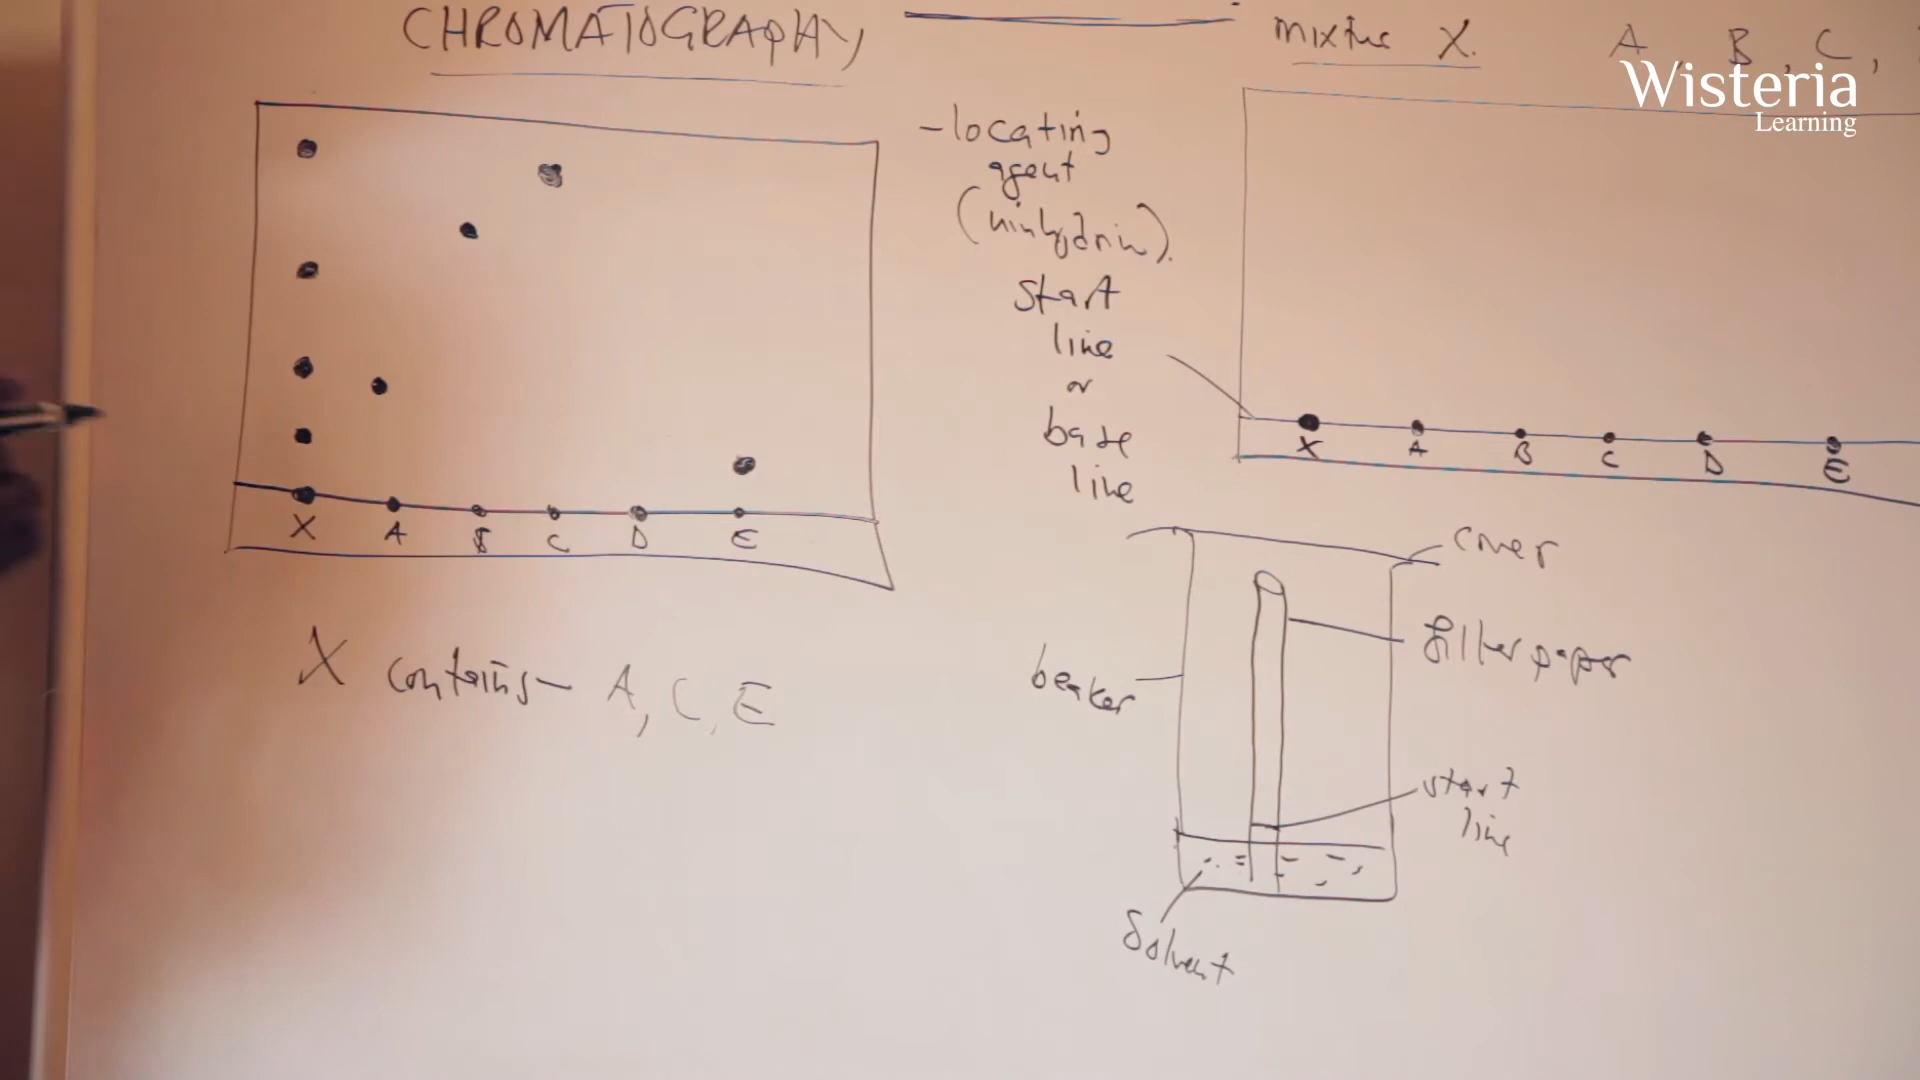 CHROMATOGRAPHY
mixture X. A, B, C,
Wisteria
Learning
-locating
agent
(ninhydrin).
start
line
or
base
line
X A B C D E
X A B C D E
X contains - A, C, E
cover
filter paper
beaker
start
line
Solvent